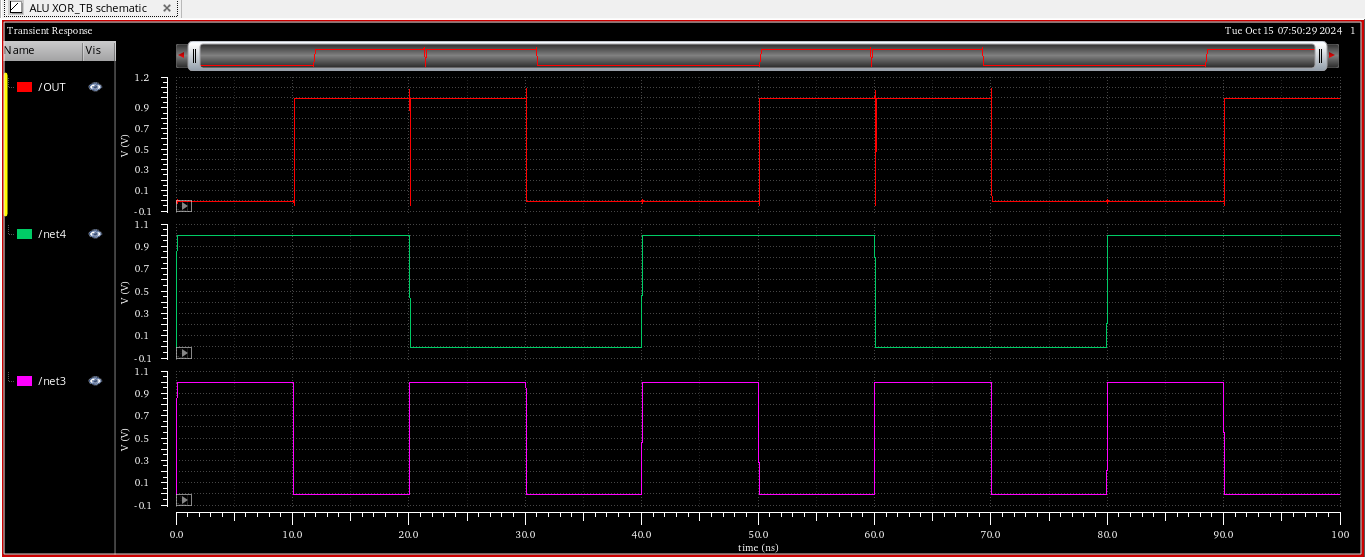 ALU XOR_TB schematic
Transient Response
Tue Oct 15 07:50:29 2024 1
Name Vis
/OUT
V (V)
1.2
0.9
0.7
0.5
0.3
0.1
-0.1
/net4
V (V)
1.1
0.9
0.7
0.5
0.3
0.1
-0.1
/net3
V (V)
1.1
0.9
0.7
0.5
0.3
0.1
-0.1
0.0 10.0 20.0 30.0 40.0 50.0 60.0 70.0 80.0 90.0 100
time (ns)